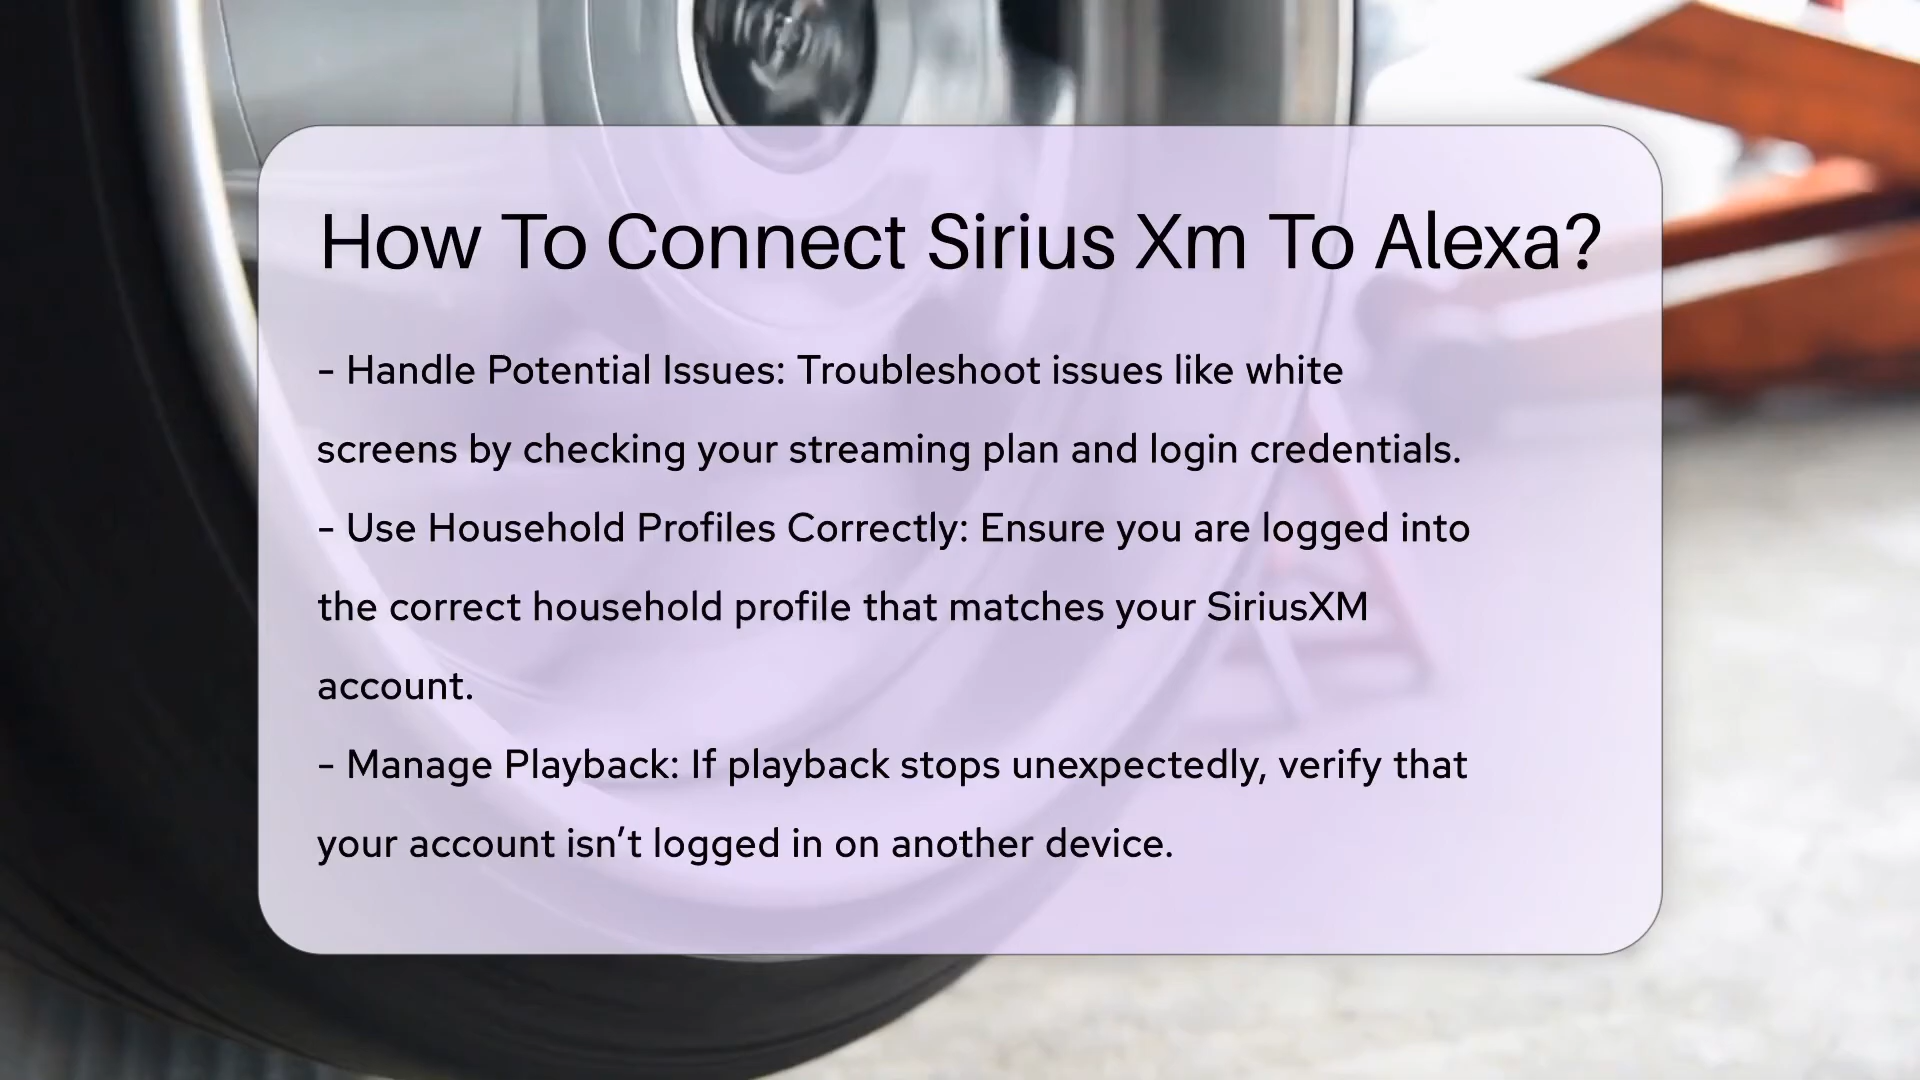 How To Connect Sirius Xm To Alexa?
- Handle Potential Issues: Troubleshoot issues like white
screens by checking your streaming plan and login credentials.
- Use Household Profiles Correctly: Ensure you are logged into
the correct household profile that matches your SiriusXM
account.
- Manage Playback: If playback stops unexpectedly, verify that
your account isn’t logged in on another device.